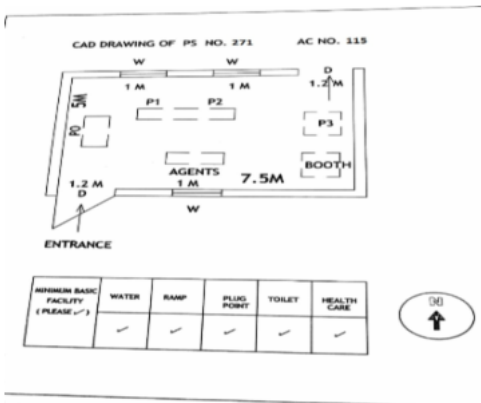 CAD DRAWING OF PS NO. 271 AC NO. 115
W W D
1 M 1 M 1.2 M
5M
P1 P2
PO
P3
AGENTS
BOOTH
1.2 M
D
1 M
7.5M
W
ENTRANCE
MINIMUM BASIC FACILITY (PLEASE ✓) WATER RAMP PLUG POINT TOILET HEALTH CARE
✓ ✓ ✓ ✓ ✓
N